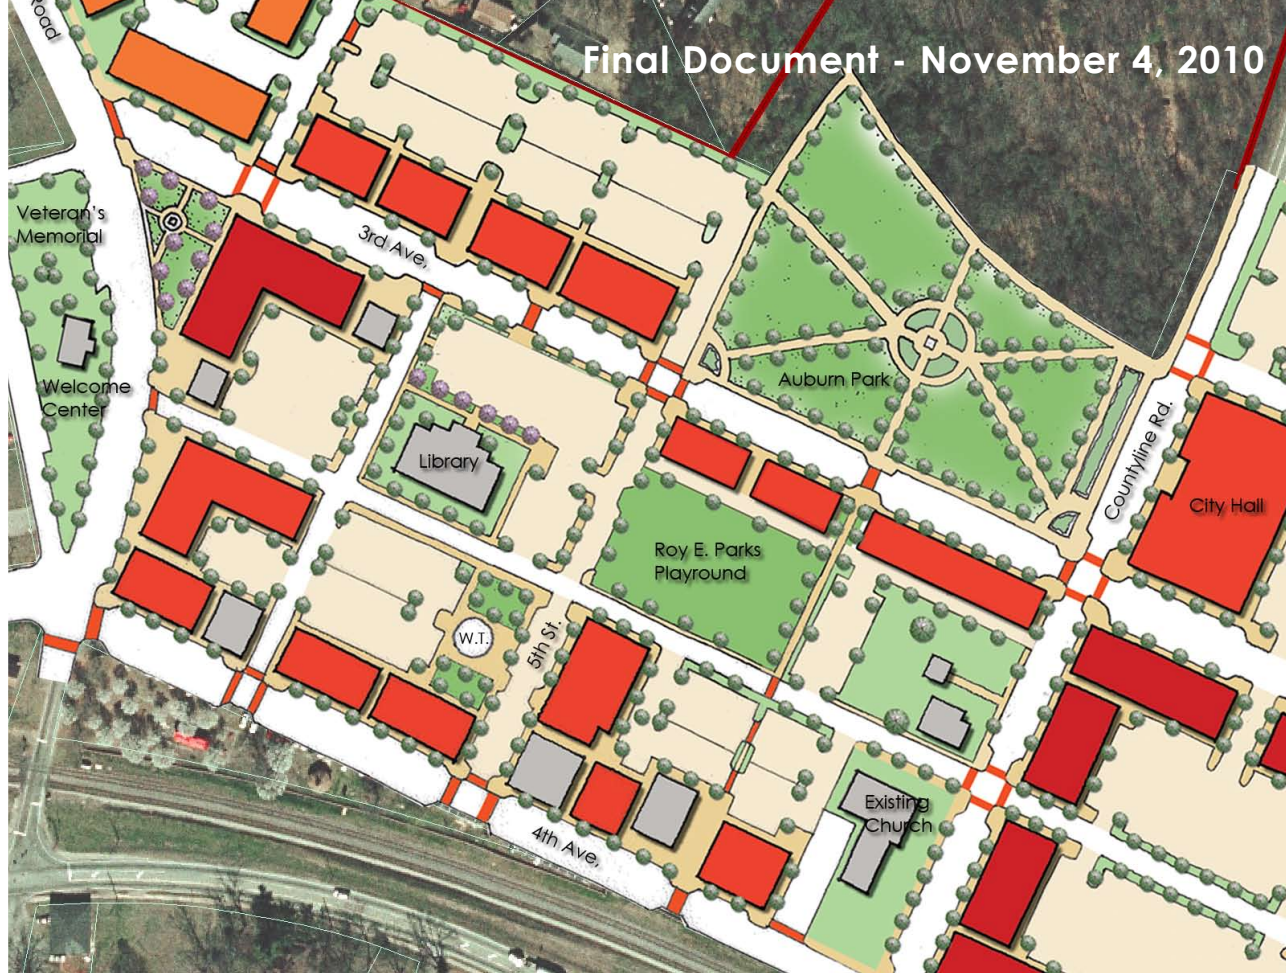 Road
Final Document - November 4, 2010
Veteran's
Memorial
3rd Ave,
Welcome
Center
Auburn Park
Library
Countyline Rd.
City Hall
Roy E. Parks
Playround
W.T.
5th St.
4th Ave,
Existing
Church